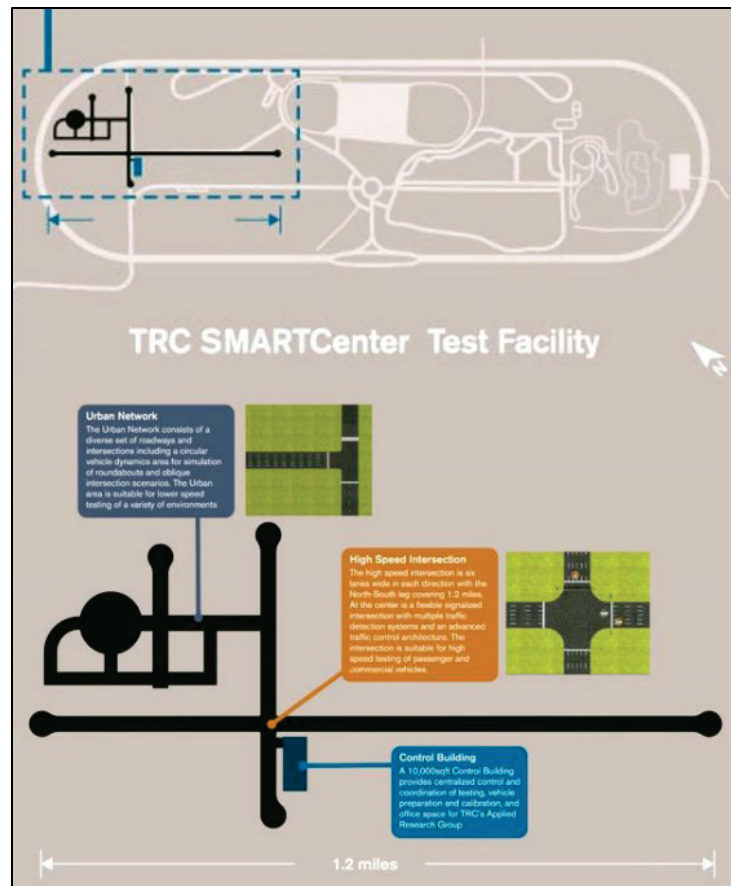 TRC SMARTCenter Test Facility
N
Urban Network
The Urban Network consists of a
diverse set of roadways and
intersections including a circular
vehicle dynamics area for simulation
of roundabouts and oblique
intersection scenarios. The Urban
area is suitable for lower speed
testing of a variety of environments
High Speed Intersection
The high speed intersection is six
lanes wide in each direction with the
North-South leg covering 1.2 miles.
At the center is a flexible signalized
intersection with multiple traffic
detection systems and an advanced
traffic control architecture. The
intersection is suitable for high
speed testing of passenger and
commercial vehicles
Control Building
A 10,000sqft Control Building
provides centralized control and
coordination of testing, vehicle
preparation and calibration, and
office space for TRC's Applied
Research Group
1.2 miles